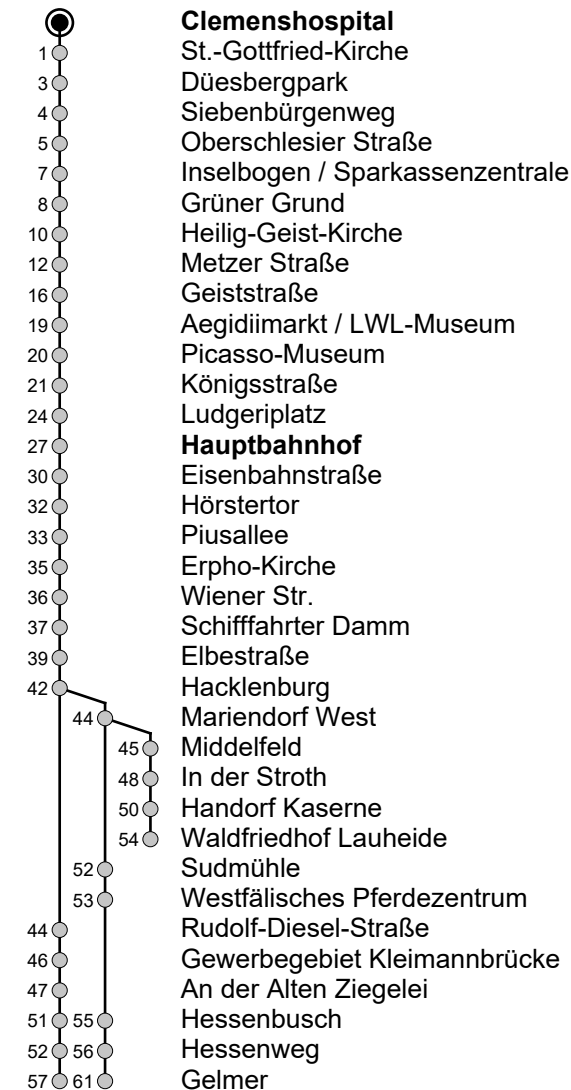 Clemenshospital
1 St.-Gottfried-Kirche
3 Düesbergpark
4 Siebenbürgenweg
5 Oberschlesier Straße
7 Inselbogen / Sparkassenzentrale
8 Grüner Grund
10 Heilig-Geist-Kirche
12 Metzer Straße
16 Geiststraße
19 Aegidiimarkt / LWL-Museum
20 Picasso-Museum
21 Königsstraße
24 Ludgeriplatz
27 Hauptbahnhof
30 Eisenbahnstraße
32 Hörstertor
33 Piusallee
35 Erpho-Kirche
36 Wiener Str.
37 Schifffahrter Damm
39 Elbestraße
42 Hacklenburg
44 Mariendorf West
45 Middelfeld
48 In der Stroth
50 Handorf Kaserne
54 Waldfriedhof Lauheide
52 Sudmühle
53 Westfälisches Pferdezentrum
44 Rudolf-Diesel-Straße
46 Gewerbegebiet Kleimannbrücke
47 An der Alten Ziegelei
51 55 Hessenbusch
52 56 Hessenweg
57 61 Gelmer